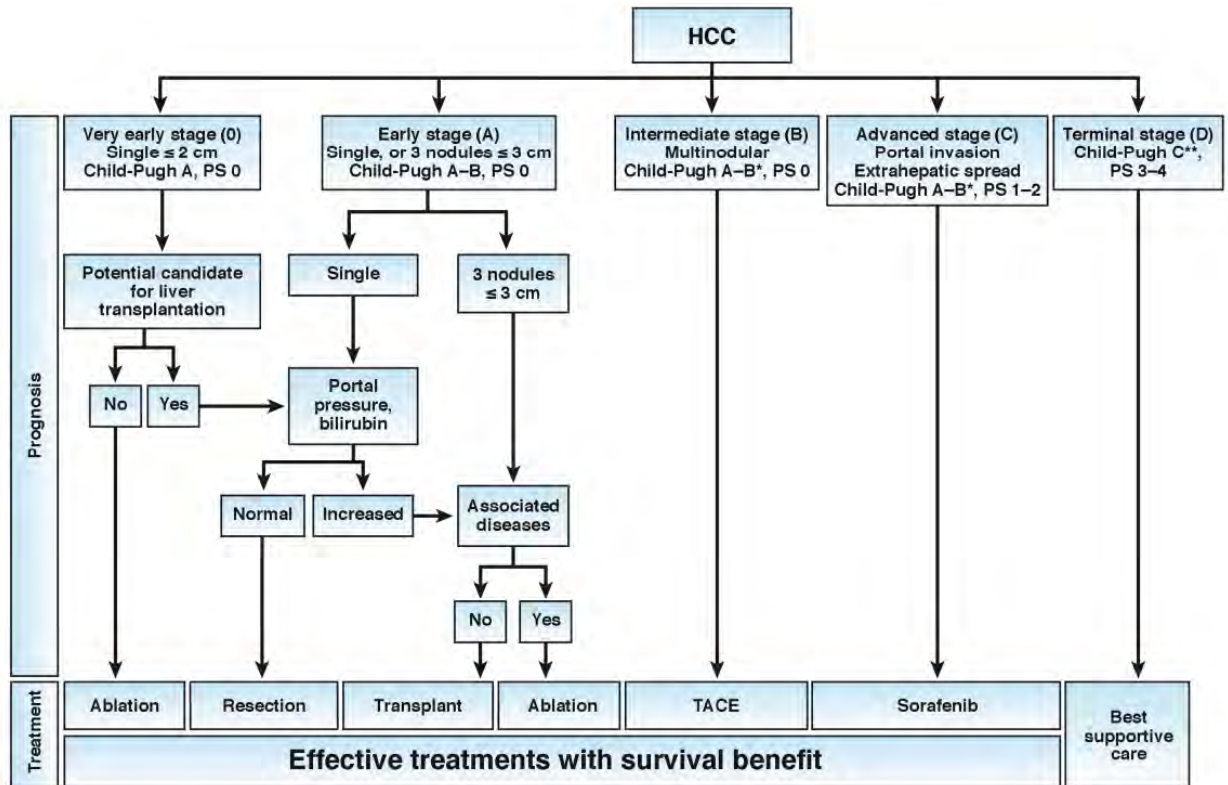 HCC
Very early stage (0)
Single ≤ 2 cm
Child-Pugh A, PS 0
Early stage (A)
Single, or 3 nodules ≤ 3 cm
Child-Pugh A–B, PS 0
Intermediate stage (B)
Multinodular
Child-Pugh A–B*, PS 0
Advanced stage (C)
Portal invasion
Extrahepatic spread
Child-Pugh A–B*, PS 1–2
Terminal stage (D)
Child-Pugh C**,
PS 3–4
Potential candidate
for liver
transplantation
Single
3 nodules
≤ 3 cm
No
Yes
Portal
pressure,
bilirubin
Normal
Increased
Associated
diseases
No
Yes
Prognosis
Treatment
Ablation
Resection
Transplant
Ablation
TACE
Sorafenib
Best
supportive
care
Effective treatments with survival benefit